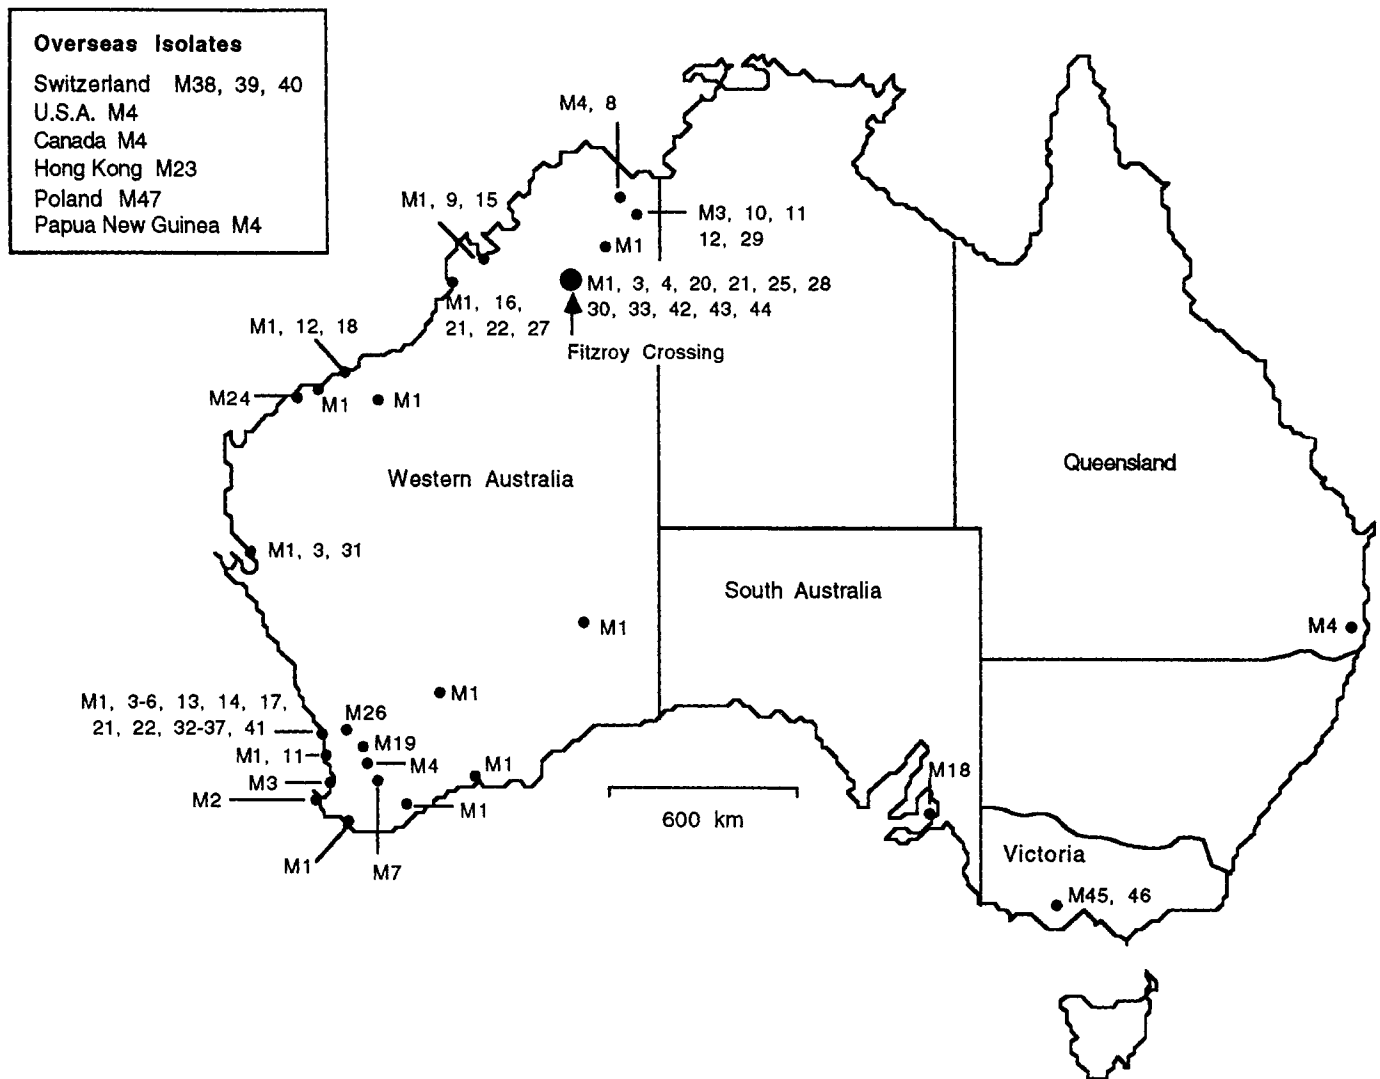 Overseas Isolates
Switzerland M38, 39, 40
U.S.A. M4
Canada M4
Hong Kong M23
Poland M47
Papua New Guinea M4
M4, 8
M1, 9, 15
M3, 10, 11
12, 29
M1
M1, 3, 4, 20, 21, 25, 28
30, 33, 42, 43, 44
M1, 16,
21, 22, 27
Fitzroy Crossing
M1, 12, 18
M24
M1
M1
Western Australia
Queensland
M1, 3, 31
South Australia
M1
M4
M1
M1, 3-6, 13, 14, 17,
21, 22, 32-37, 41
M26
M19
M1, 11
M4
M1
M3
M2
M1
M18
600 km
M1
M7
Victoria
M45, 46